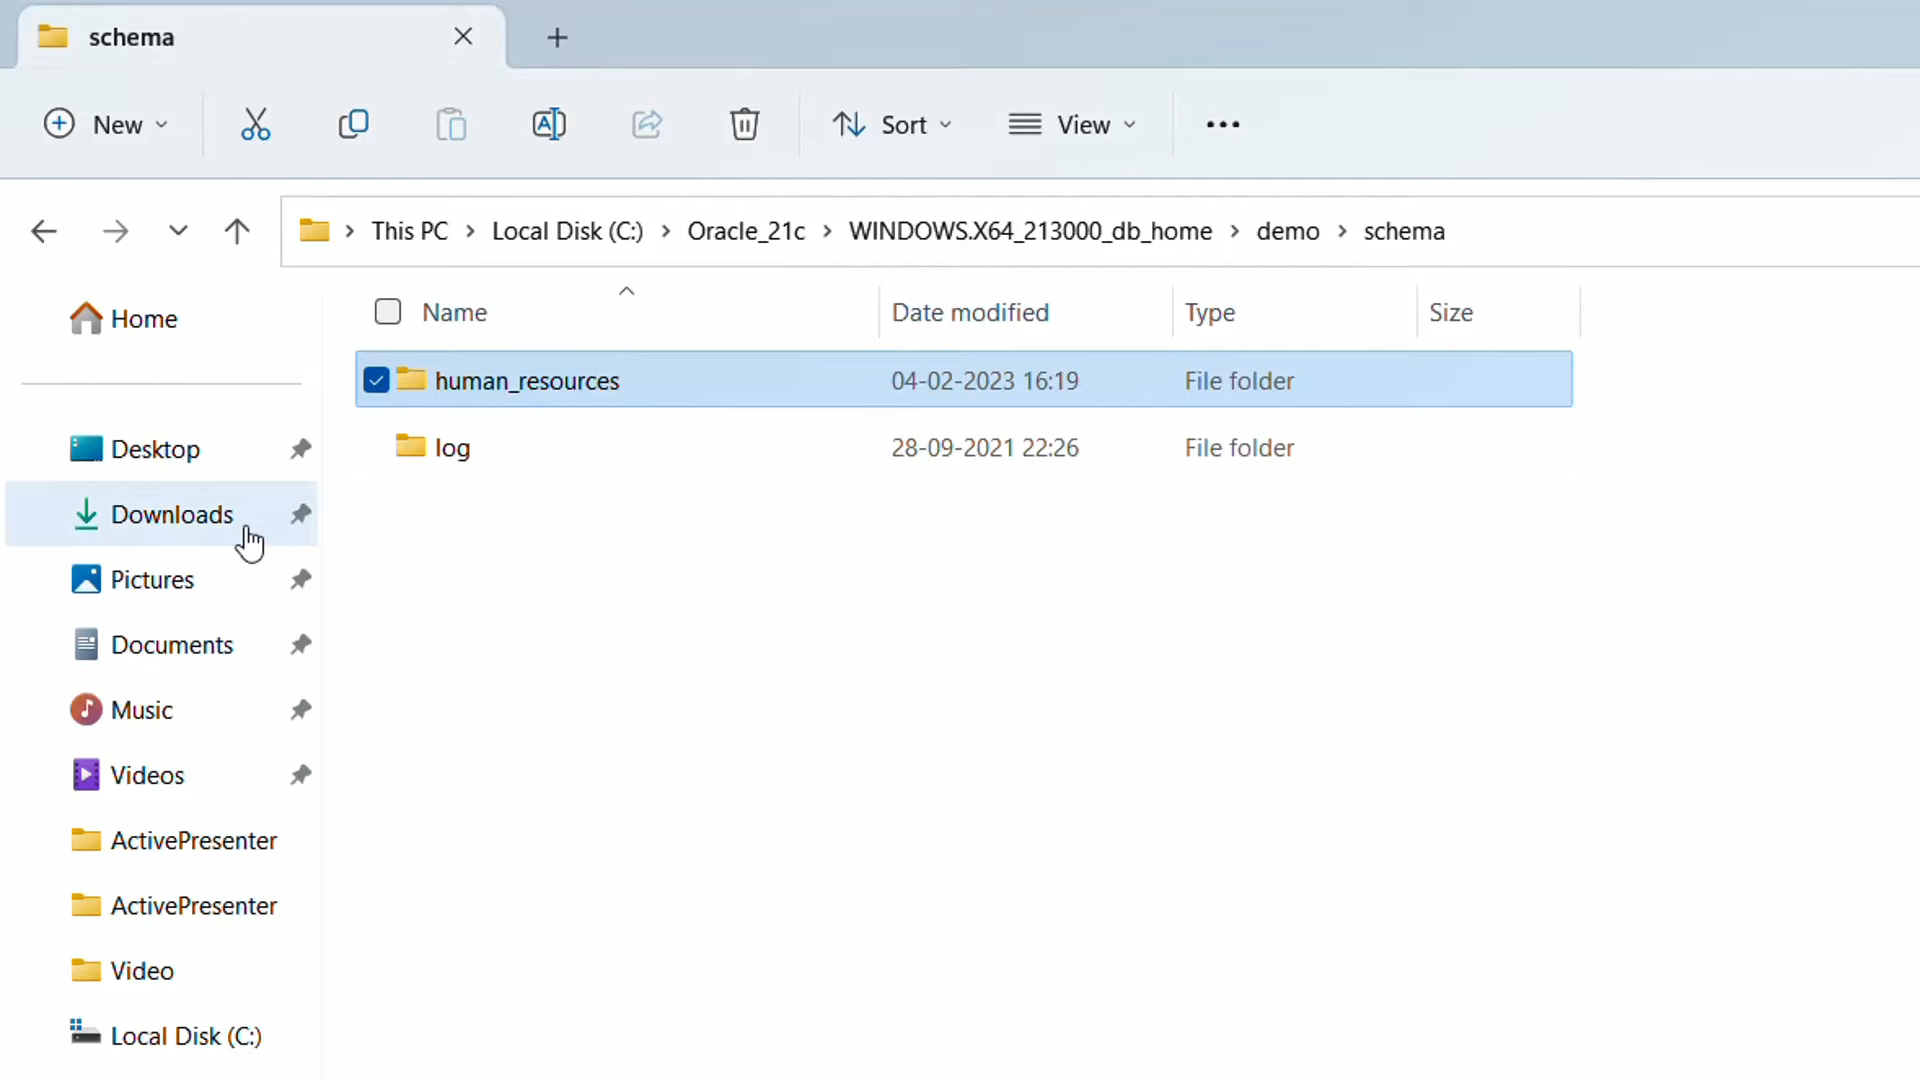 schema
New
Sort
View
This PC > Local Disk (C:) > Oracle_21c > WINDOWS.X64_213000_db_home > demo > schema
Home
Name Date modified Type Size
human_resources 04-02-2023 16:19 File folder
log 28-09-2021 22:26 File folder
Desktop
Downloads
Pictures
Documents
Music
Videos
ActivePresenter
ActivePresenter
Video
Local Disk (C:)